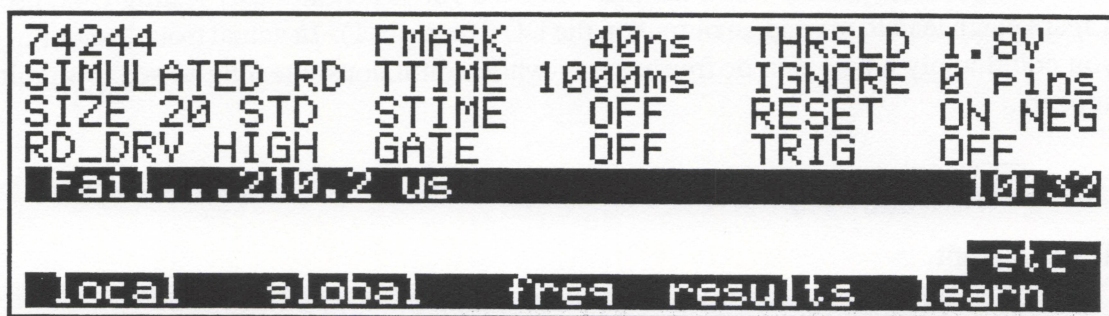 74244 FMASK 40ns THRSLD 1.8V
SIMULATED RD TTIME 1000ms IGNORE 0 pins
SIZE 20 STD STIME OFF RESET ON NEG
RD_DRV HIGH GATE OFF TRIG OFF
Fail...210.2 us 10:32
-etc-
local global freq results learn